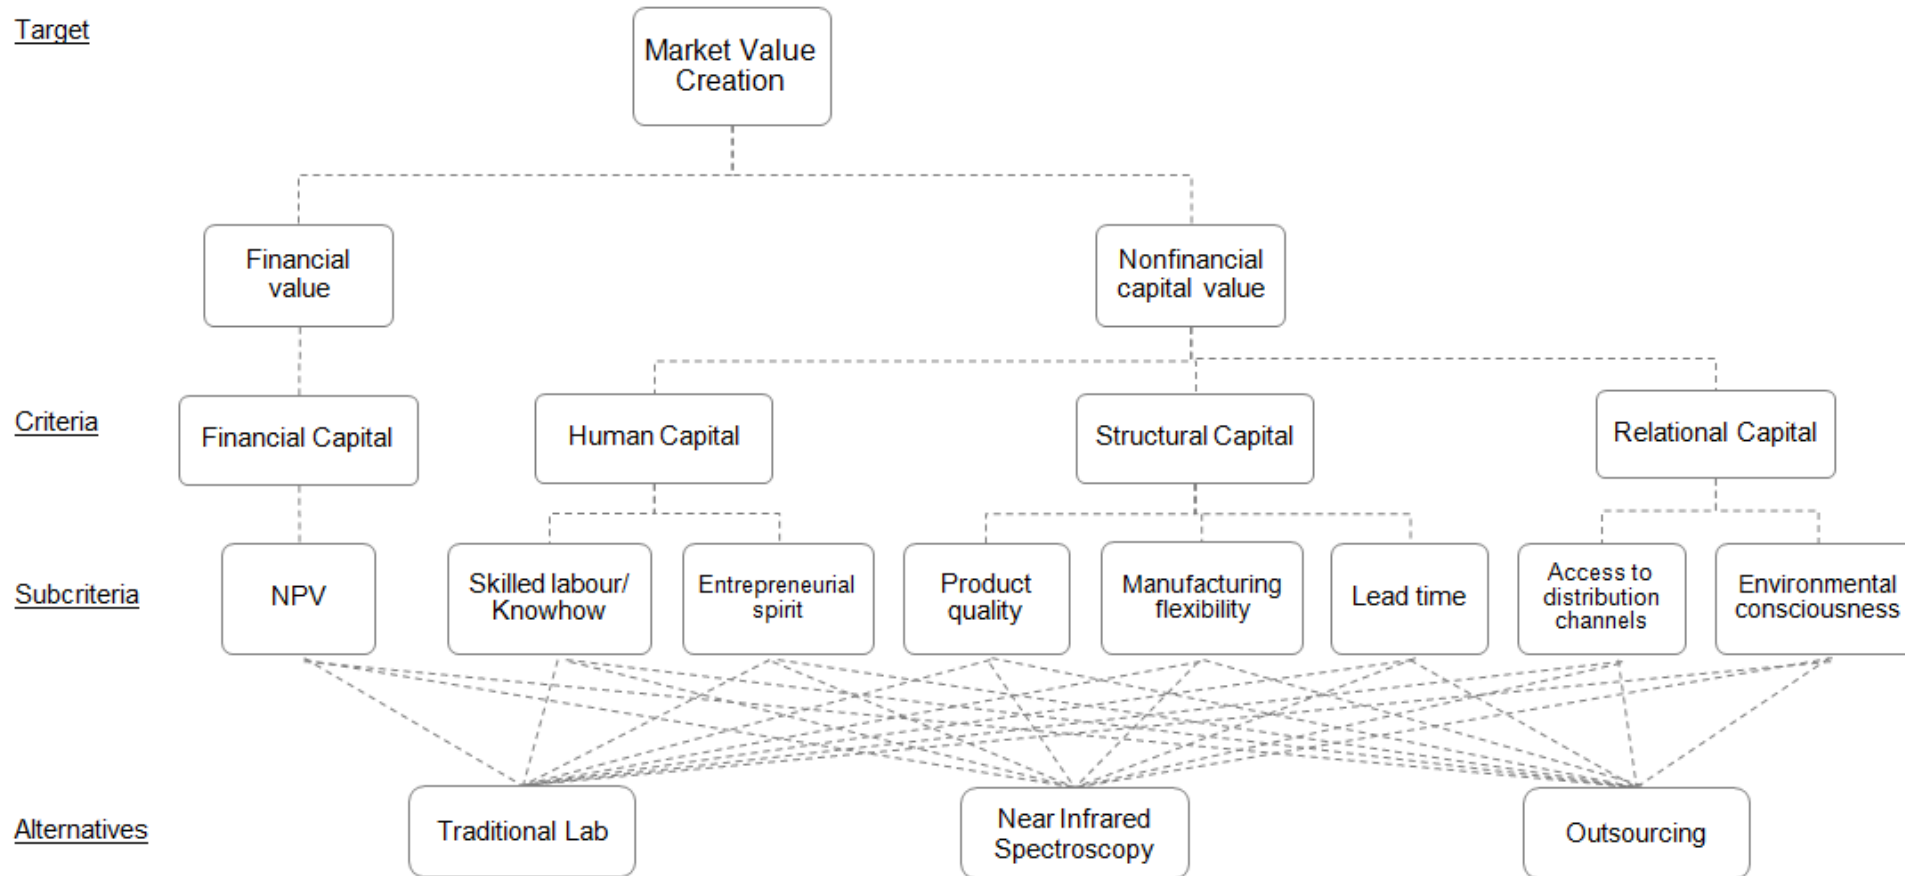 Target
Market Value
Creation
Financial
value
Nonfinancial
capital value
Criteria
Financial Capital
Human Capital
Structural Capital
Relational Capital
Subcriteria
NPV
Skilled labour/
Knowhow
Entrepreneurial
spirit
Product
quality
Manufacturing
flexibility
Lead time
Access to
distribution
channels
Environmental
consciousness
Alternatives
Traditional Lab
Near Infrared
Spectroscopy
Outsourcing